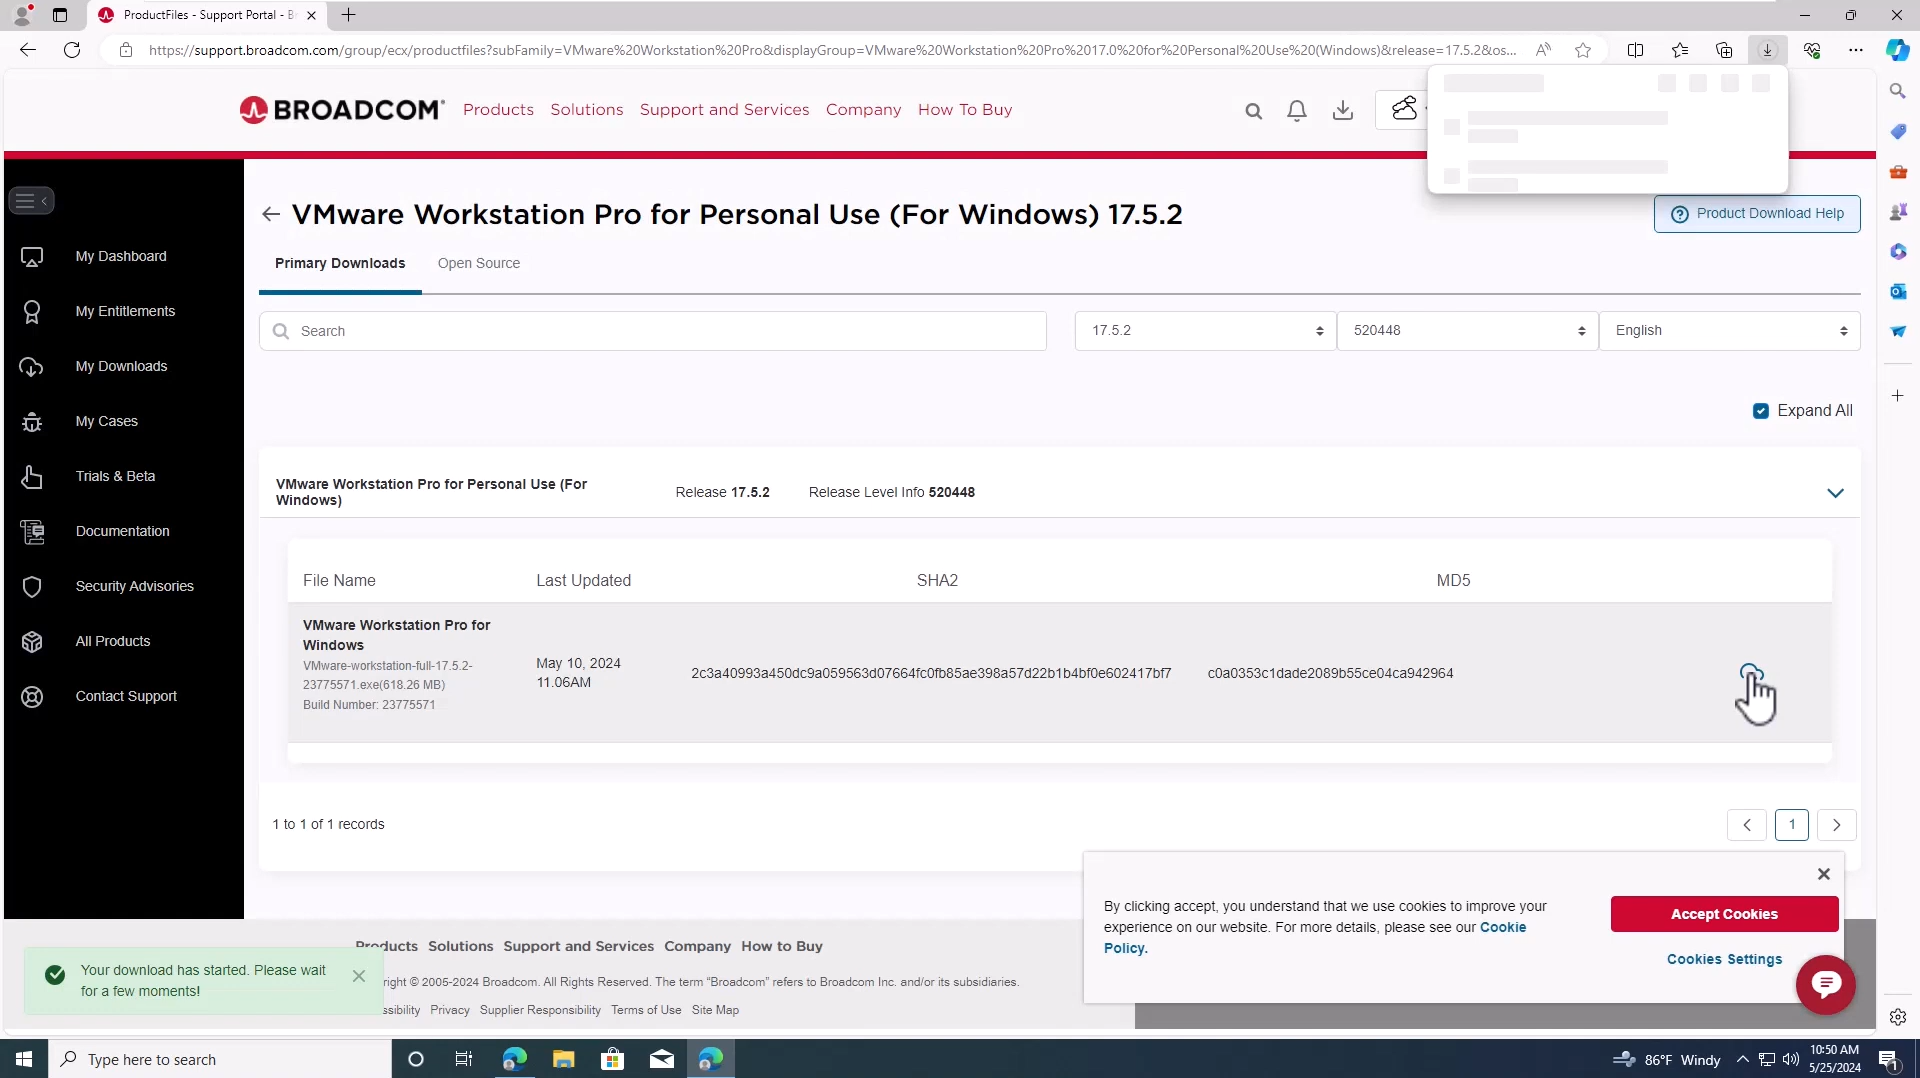 ProductFiles - Support Portal - B
https://support.broadcom.com/group/ecx/productfiles?subFamily=VMware%20Workstation%20Pro&displayGroup=VMware%20Workstation%20Pro%2017.0%20for%20Personal%20Use%20(Windows)&release=17.5.2&os...
BROADCOM
Products Solutions Support and Services Company How To Buy
VMware Workstation Pro for Personal Use (For Windows) 17.5.2
Product Download Help
Primary Downloads Open Source
Search
17.5.2
520448
English
Expand All
My Dashboard
My Entitlements
My Downloads
My Cases
Trials & Beta
Documentation
Security Advisories
All Products
Contact Support
VMware Workstation Pro for Personal Use (For
Windows)
Release 17.5.2
Release Level Info 520448
File Name Last Updated SHA2 MD5
VMware Workstation Pro for
Windows
VMware-workstation-full-17.5.2-
23775571.exe(618.26 MB)
Build Number: 23775571
May 10, 2024
11.06AM
2c3a40993a450dc9a059563d07664fc0fb85ae398a57d22b1b4bf0e602417bf7
c0a0353c1dade2089b55ce04ca942964
1 to 1 of 1 records
1
By clicking accept, you understand that we use cookies to improve your
experience on our website. For more details, please see our Cookie
Policy.
Accept Cookies
Cookies Settings
Products Solutions Support and Services Company How to Buy
right © 2005-2024 Broadcom. All Rights Reserved. The term “Broadcom” refers to Broadcom Inc. and/or its subsidiaries.
ssibility Privacy Supplier Responsibility Terms of Use Site Map
Your download has started. Please wait
for a few moments!
Type here to search
86°F Windy
10:50 AM
5/25/2024
1